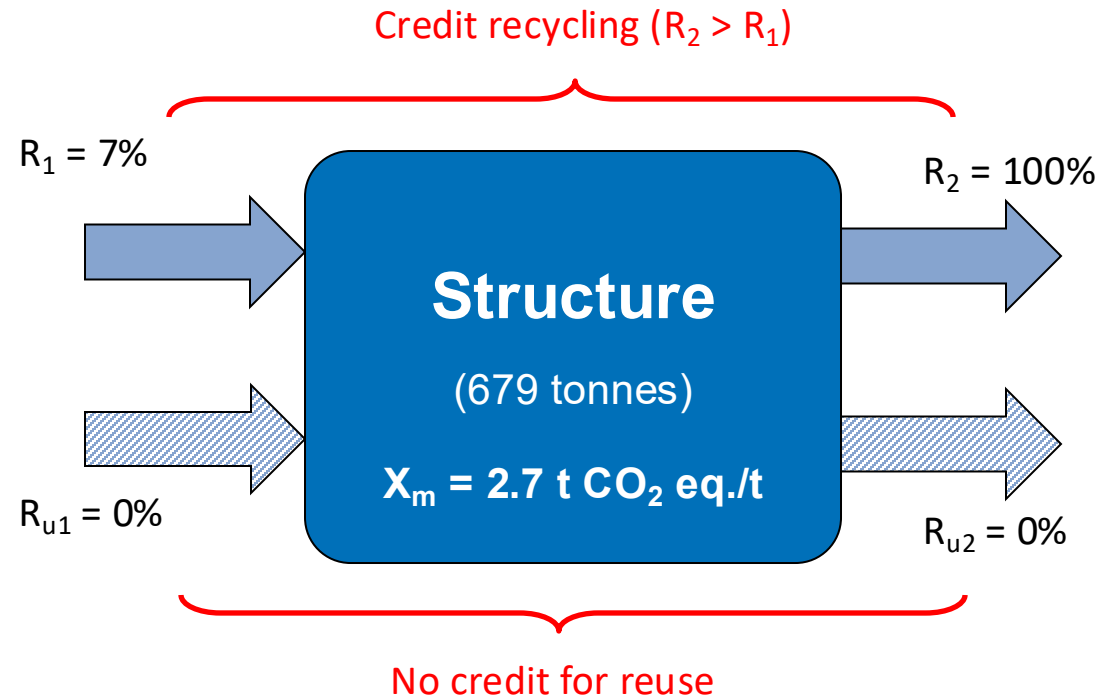 Credit recycling (R₂ > R₁)
R₁ = 7%
R₂ = 100%
Structure
(679 tonnes)
Xₘ = 2.7 t CO₂ eq./t
Rᵤ₁ = 0%
Rᵤ₂ = 0%
No credit for reuse